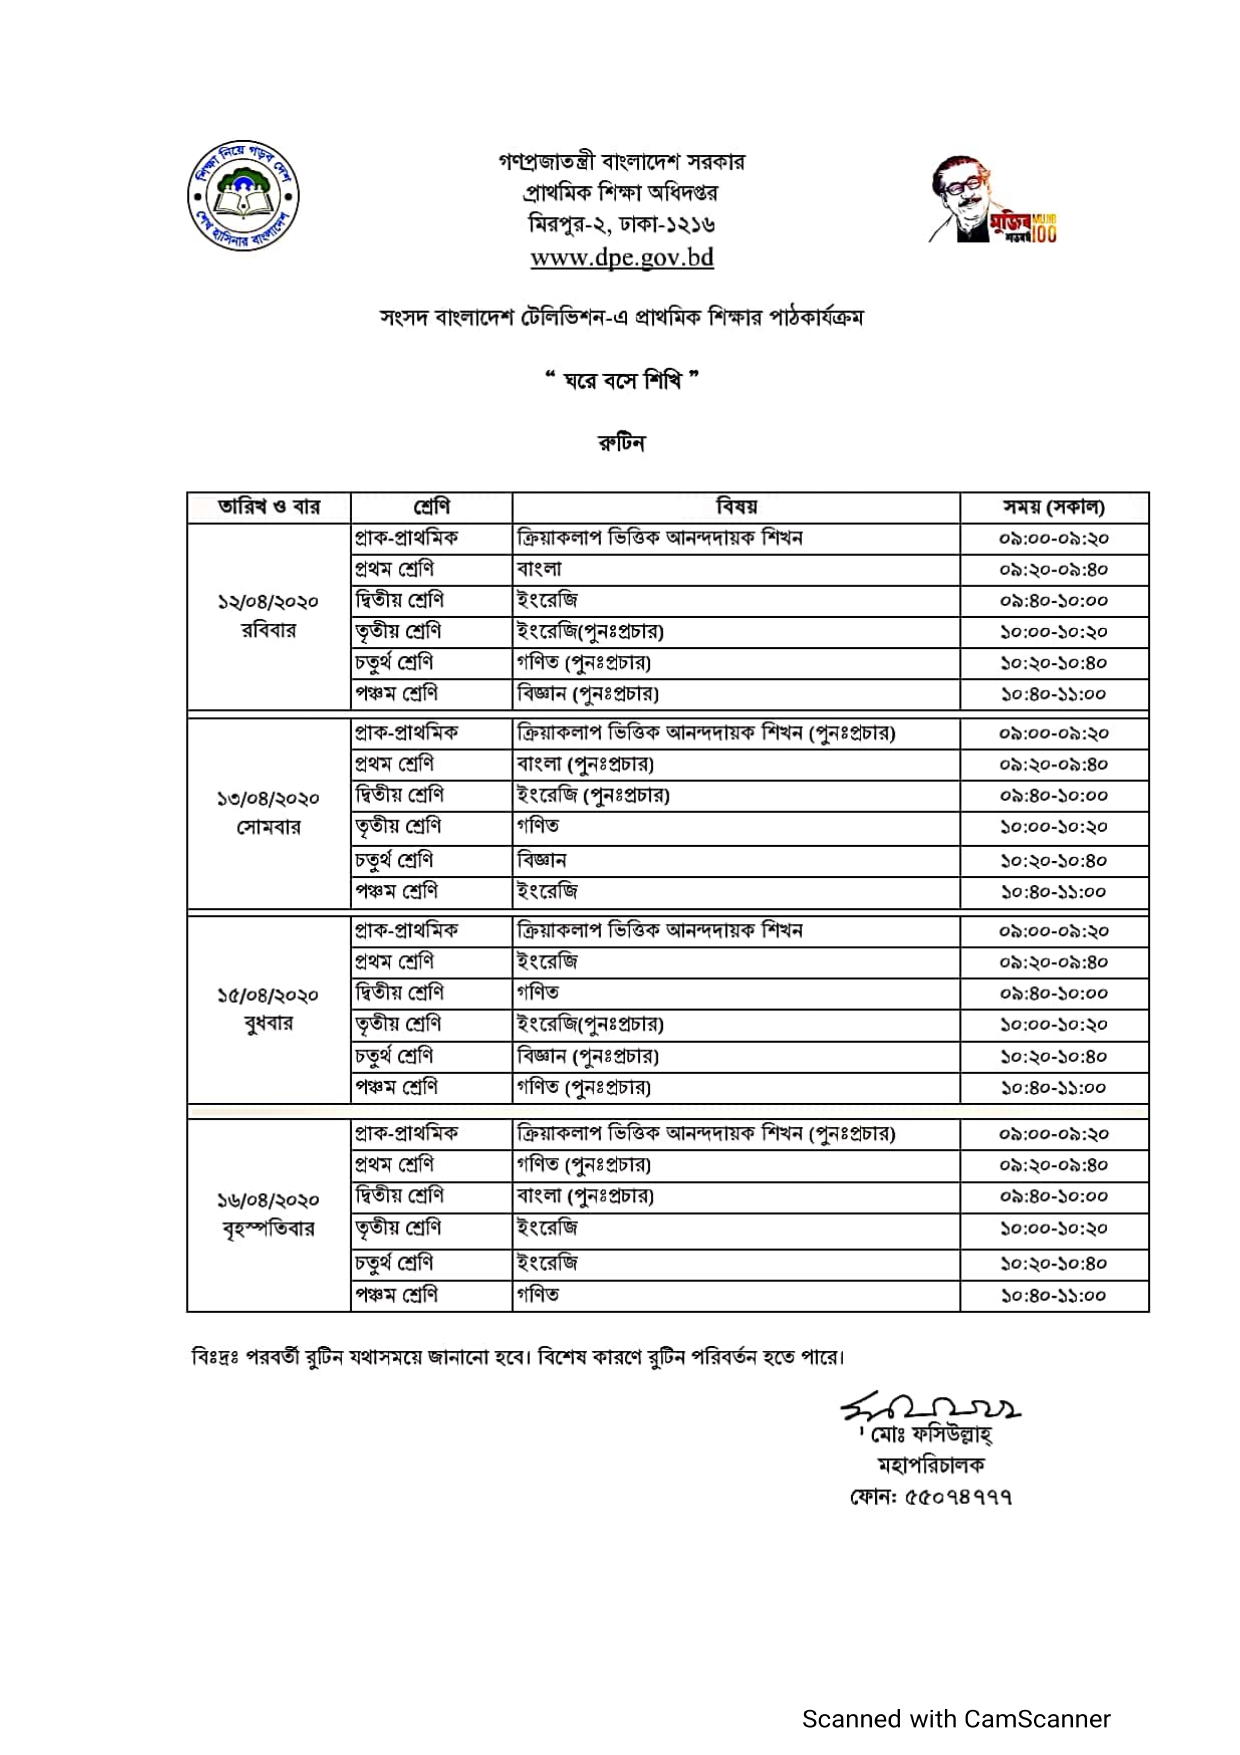 শিক্ষা নিয়ে গড়ব দেশ
শেখ হাসিনার বাংলাদেশ
গণপ্রজাতন্ত্রী বাংলাদেশ সরকার
প্রাথমিক শিক্ষা অধিদপ্তর
মিরপুর-২, ঢাকা-১২১৬
www.dpe.gov.bd
মুজিব MUJIB
শতবর্ষ 100
সংসদ বাংলাদেশ টেলিভিশন-এ প্রাথমিক শিক্ষার পাঠকার্যক্রম
“ ঘরে বসে শিখি ”
রুটিন
তারিখ ও বার শ্রেণি বিষয় সময় (সকাল)
১২/০৪/২০২০
রবিবার
প্রাক-প্রাথমিক ক্রিয়াকলাপ ভিত্তিক আনন্দদায়ক শিখন ০৯:০০-০৯:২০
প্রথম শ্রেণি বাংলা ০৯:২০-০৯:৪০
দ্বিতীয় শ্রেণি ইংরেজি ০৯:৪০-১০:০০
তৃতীয় শ্রেণি ইংরেজি(পুনঃপ্রচার) ১০:০০-১০:২০
চতুর্থ শ্রেণি গণিত (পুনঃপ্রচার) ১০:২০-১০:৪০
পঞ্চম শ্রেণি বিজ্ঞান (পুনঃপ্রচার) ১০:৪০-১১:০০
১৩/০৪/২০২০
সোমবার
প্রাক-প্রাথমিক ক্রিয়াকলাপ ভিত্তিক আনন্দদায়ক শিখন (পুনঃপ্রচার) ০৯:০০-০৯:২০
প্রথম শ্রেণি বাংলা (পুনঃপ্রচার) ০৯:২০-০৯:৪০
দ্বিতীয় শ্রেণি ইংরেজি (পুনঃপ্রচার) ০৯:৪০-১০:০০
তৃতীয় শ্রেণি গণিত ১০:০০-১০:২০
চতুর্থ শ্রেণি বিজ্ঞান ১০:২০-১০:৪০
পঞ্চম শ্রেণি ইংরেজি ১০:৪০-১১:০০
১৫/০৪/২০২০
বুধবার
প্রাক-প্রাথমিক ক্রিয়াকলাপ ভিত্তিক আনন্দদায়ক শিখন ০৯:০০-০৯:২০
প্রথম শ্রেণি ইংরেজি ০৯:২০-০৯:৪০
দ্বিতীয় শ্রেণি গণিত ০৯:৪০-১০:০০
তৃতীয় শ্রেণি ইংরেজি(পুনঃপ্রচার) ১০:০০-১০:২০
চতুর্থ শ্রেণি বিজ্ঞান (পুনঃপ্রচার) ১০:২০-১০:৪০
পঞ্চম শ্রেণি গণিত (পুনঃপ্রচার) ১০:৪০-১১:০০
১৬/০৪/২০২০
বৃহস্পতিবার
প্রাক-প্রাথমিক ক্রিয়াকলাপ ভিত্তিক আনন্দদায়ক শিখন (পুনঃপ্রচার) ০৯:০০-০৯:২০
প্রথম শ্রেণি গণিত (পুনঃপ্রচার) ০৯:২০-০৯:৪০
দ্বিতীয় শ্রেণি বাংলা (পুনঃপ্রচার) ০৯:৪০-১০:০০
তৃতীয় শ্রেণি ইংরেজি ১০:০০-১০:২০
চতুর্থ শ্রেণি ইংরেজি ১০:২০-১০:৪০
পঞ্চম শ্রেণি গণিত ১০:৪০-১১:০০
বিঃদ্রঃ পরবর্তী রুটিন যথাসময়ে জানানো হবে। বিশেষ কারণে রুটিন পরিবর্তন হতে পারে।
মোঃ ফসিউল্লাহ্
মহাপরিচালক
ফোন: ৫৫০৭৪৭৭৭
Scanned with CamScanner